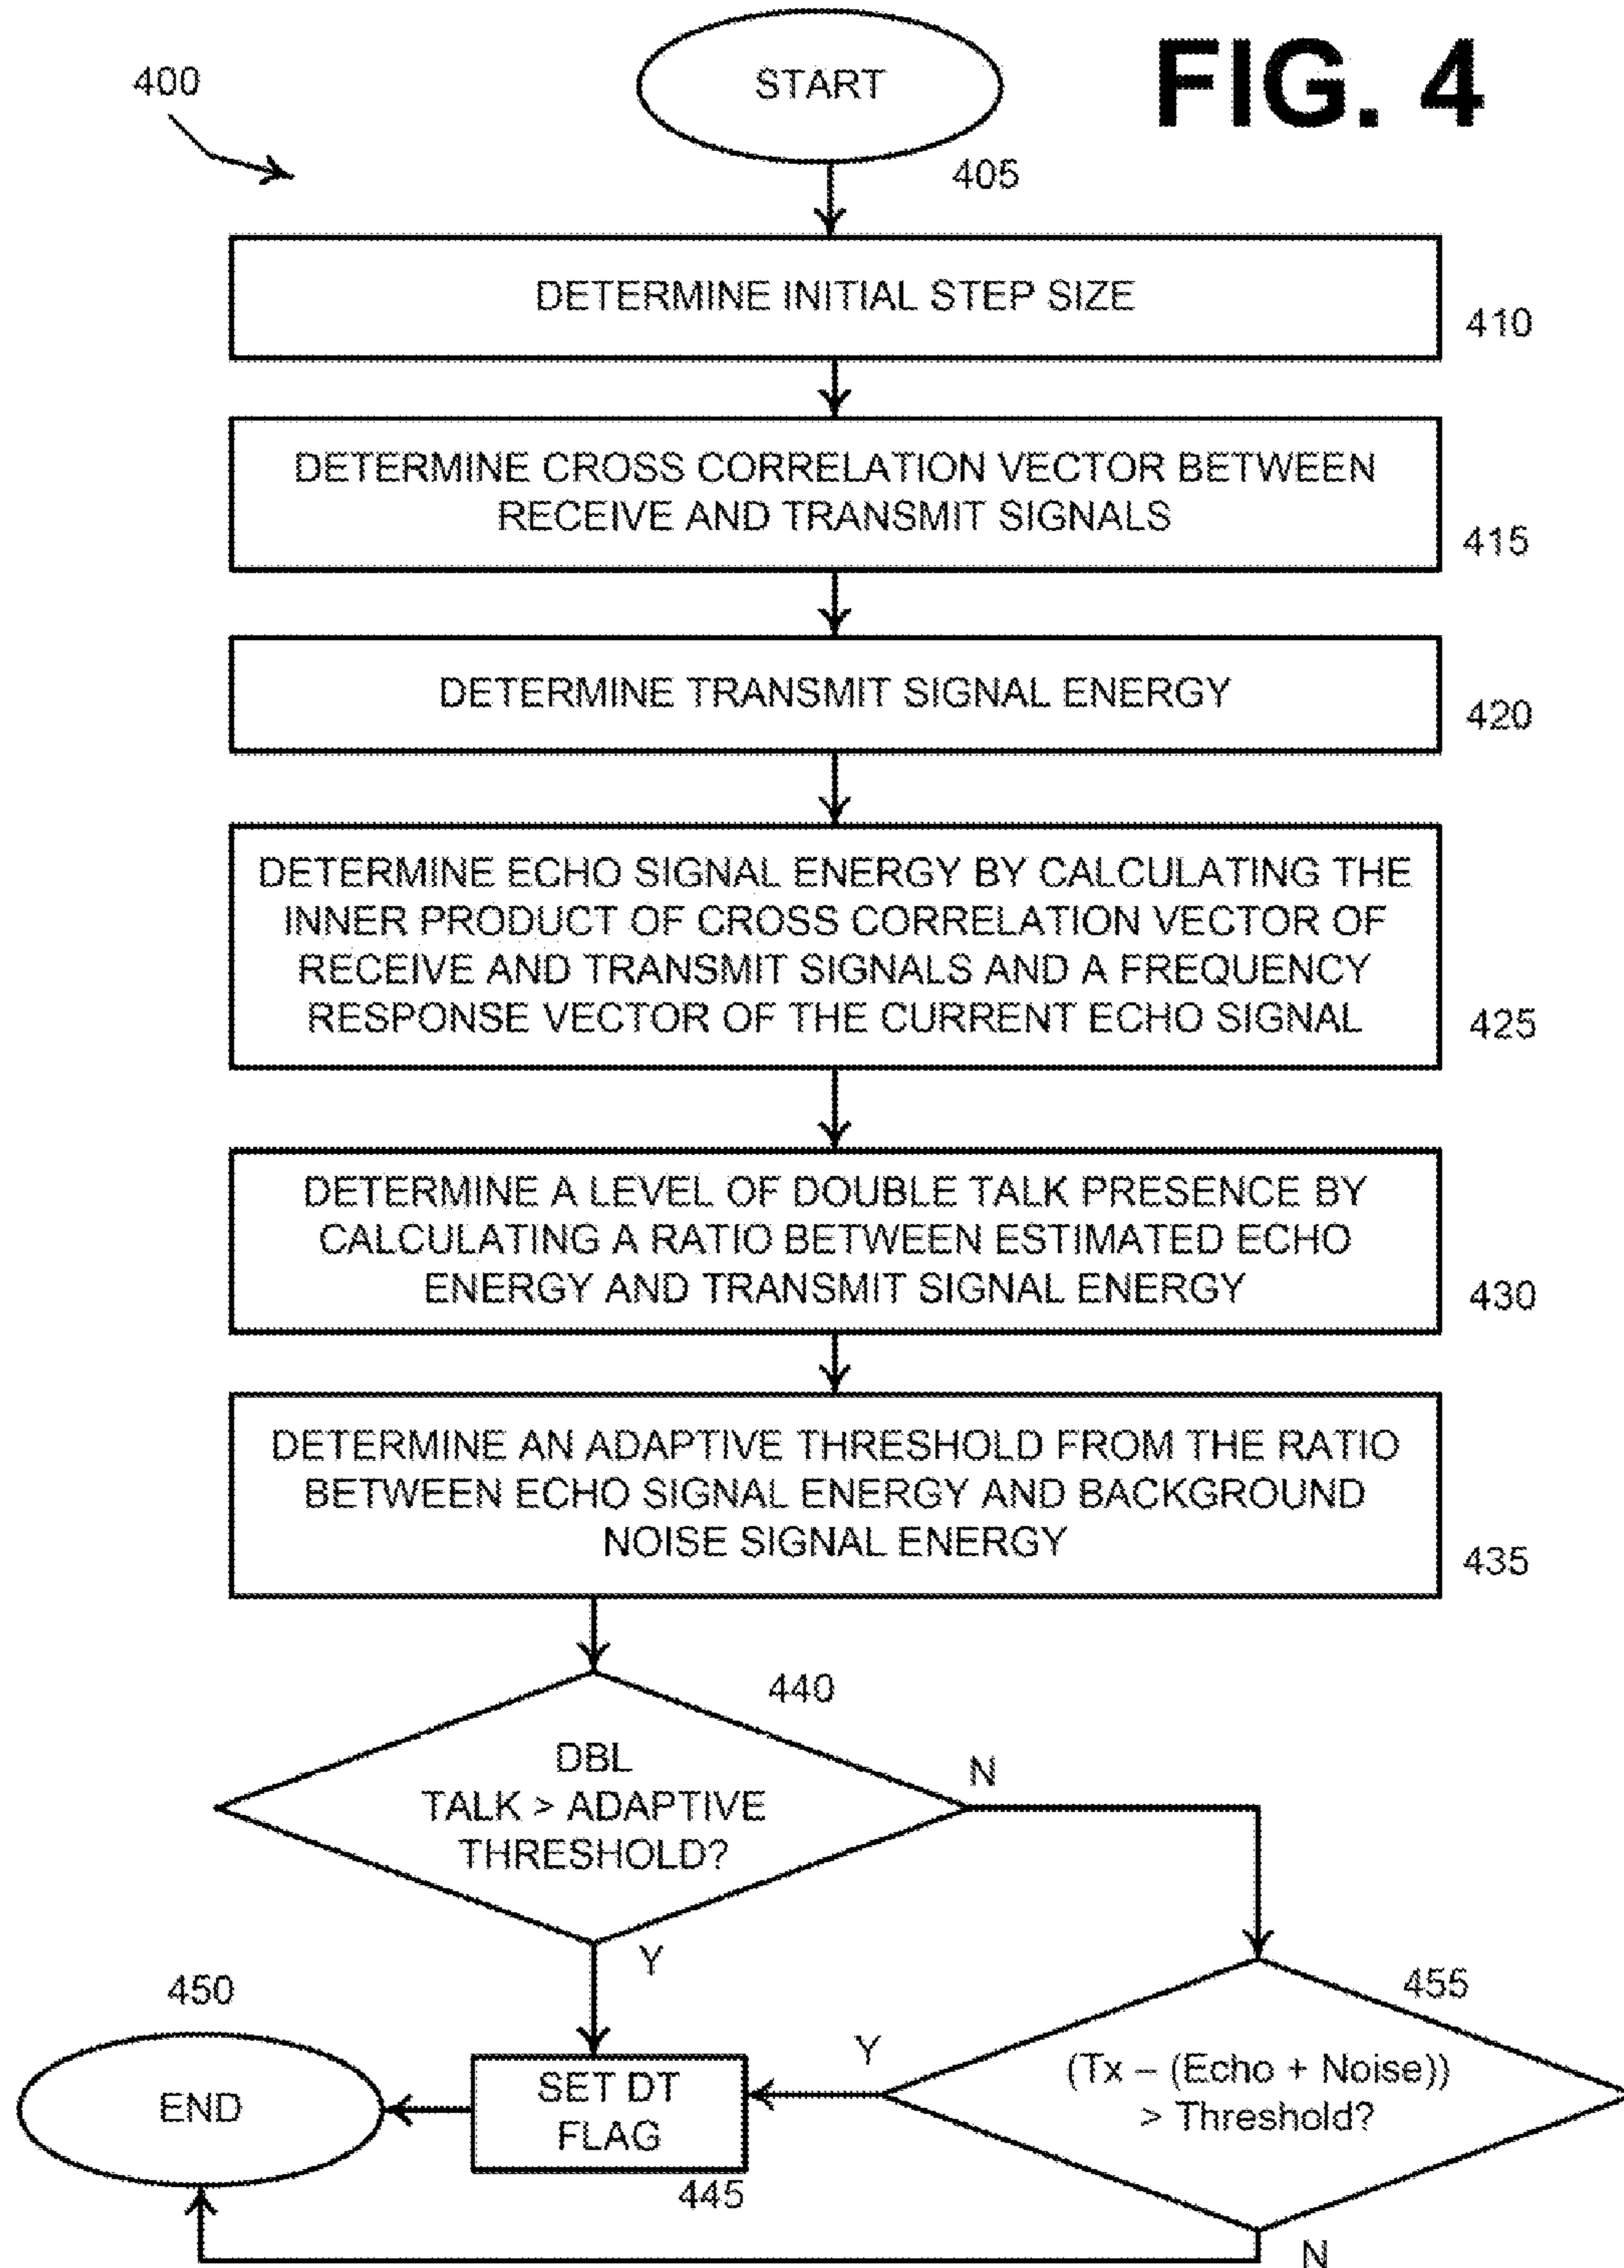 FIG. 4
400
START
405
DETERMINE INITIAL STEP SIZE
410
DETERMINE CROSS CORRELATION VECTOR BETWEEN
RECEIVE AND TRANSMIT SIGNALS
415
DETERMINE TRANSMIT SIGNAL ENERGY
420
DETERMINE ECHO SIGNAL ENERGY BY CALCULATING THE
INNER PRODUCT OF CROSS CORRELATION VECTOR OF
RECEIVE AND TRANSMIT SIGNALS AND A FREQUENCY
RESPONSE VECTOR OF THE CURRENT ECHO SIGNAL
425
DETERMINE A LEVEL OF DOUBLE TALK PRESENCE BY
CALCULATING A RATIO BETWEEN ESTIMATED ECHO
ENERGY AND TRANSMIT SIGNAL ENERGY
430
DETERMINE AN ADAPTIVE THRESHOLD FROM THE RATIO
BETWEEN ECHO SIGNAL ENERGY AND BACKGROUND
NOISE SIGNAL ENERGY
435
440
DBL
TALK > ADAPTIVE
THRESHOLD?
N
Y
455
(Tx – (Echo + Noise))
> Threshold?
Y
N
SET DT
FLAG
445
450
END